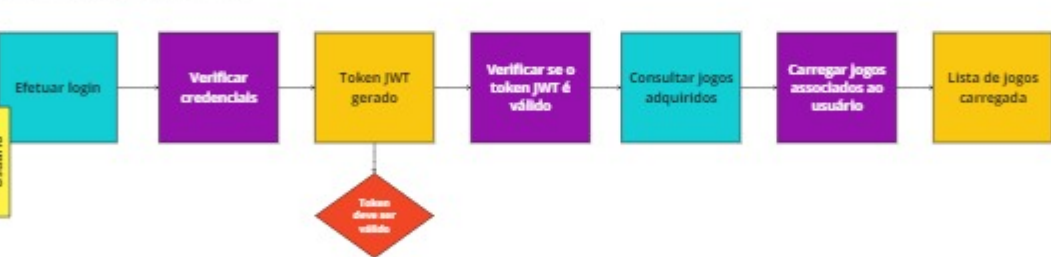 Efetuar login
Verificar
credenciais
Token JWT
gerado
Verificar se o
token JWT é
válido
Consultar jogos
adquiridos
Carregar jogos
associados ao
usuário
Lista de jogos
carregada
Token
deve ser
válido